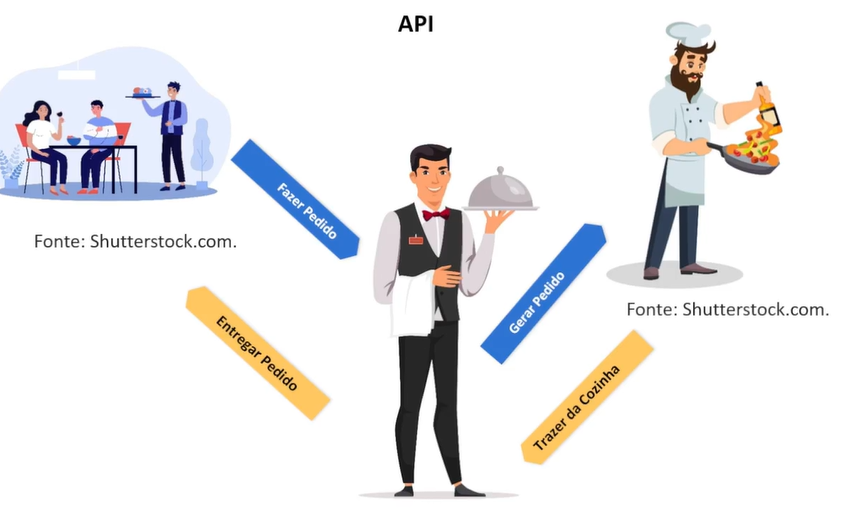 API
Fazer Pedido
Fonte: Shutterstock.com.
Gerar Pedido
Fonte: Shutterstock.com.
Entregar Pedido
Trazer da Cozinha